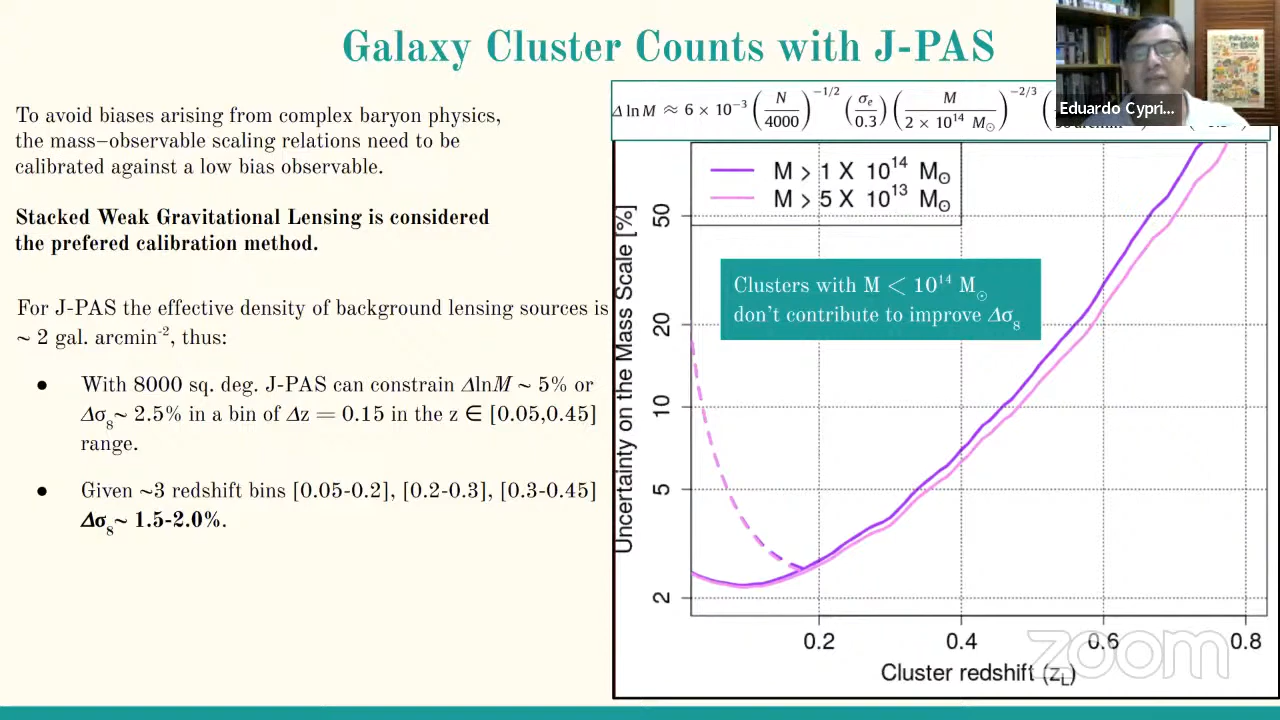 Galaxy Cluster Counts with J-PAS
Eduardo Cypri...
To avoid biases arising from complex baryon physics,
the mass–observable scaling relations need to be
calibrated against a low bias observable.
Stacked Weak Gravitational Lensing is considered
the prefered calibration method.
For J-PAS the effective density of background lensing sources is
~ 2 gal. arcmin⁻², thus:
● With 8000 sq. deg. J-PAS can constrain ΔlnM ~ 5% or
Δσ₈~ 2.5% in a bin of Δz = 0.15 in the z ∈ [0.05,0.45]
range.
● Given ~3 redshift bins [0.05-0.2], [0.2-0.3], [0.3-0.45]
Δσ₈~ 1.5-2.0%.
Δ ln M ≈ 6 × 10⁻³ (N/4000)^(-1/2) (σₑ/0.3) (M/2 × 10¹⁴ M⊙)^(-2/3)
M > 1 X 10¹⁴ M⊙
M > 5 X 10¹³ M⊙
Clusters with M < 10¹⁴ M⊙
don't contribute to improve Δσ₈
Uncertainty on the Mass Scale [%]
50
20
10
5
2
0.2 0.4 0.6 0.8
Cluster redshift (z_L)
zoom